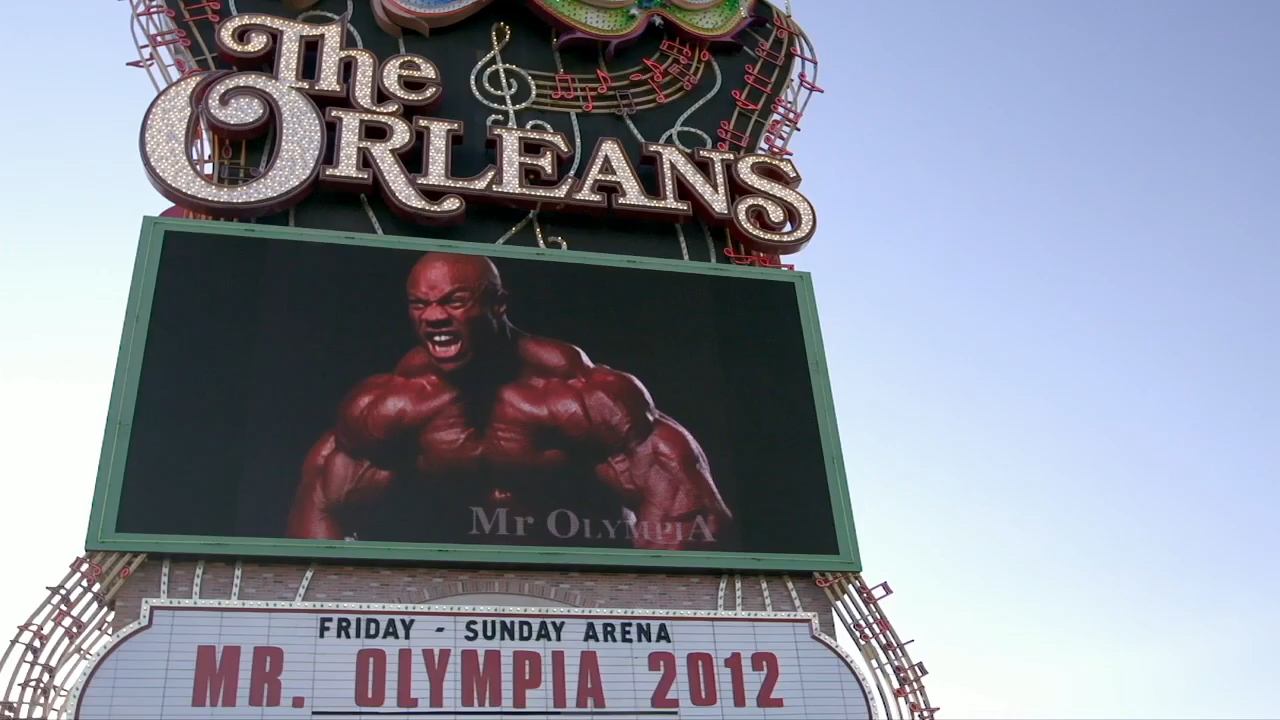 The
ORLEANS
Mr OLYMPIA
FRIDAY - SUNDAY ARENA
MR. OLYMPIA 2012